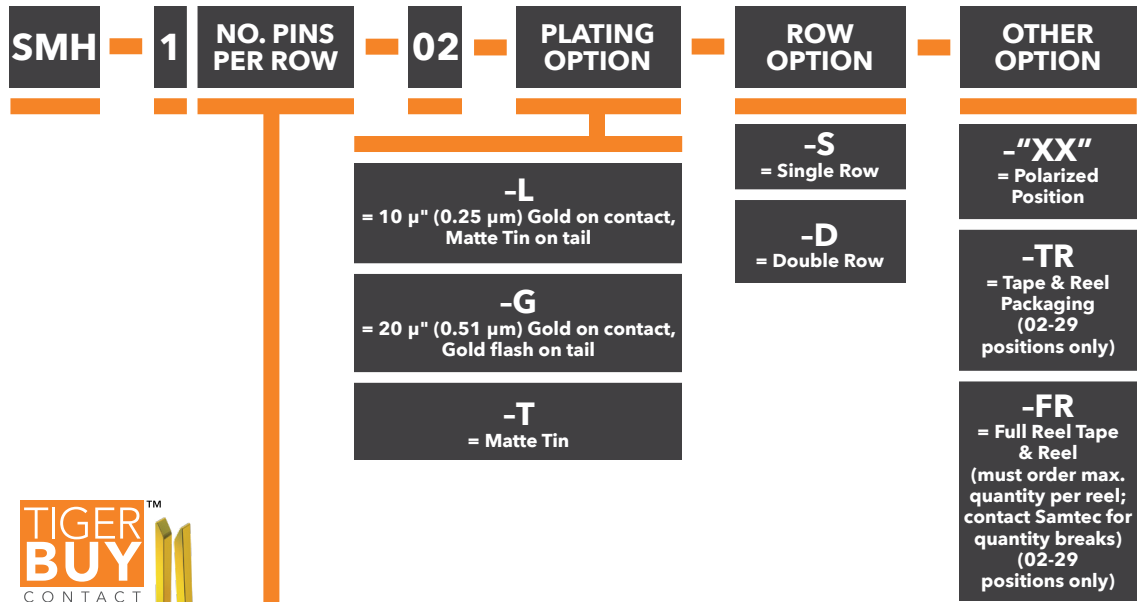 SMH
1
NO. PINS
PER ROW
02
PLATING
OPTION
ROW
OPTION
OTHER
OPTION
–L
= 10 µ" (0.25 µm) Gold on contact,
Matte Tin on tail
–G
= 20 µ" (0.51 µm) Gold on contact,
Gold flash on tail
–T
= Matte Tin
–S
= Single Row
–D
= Double Row
–"XX"
= Polarized
Position
–TR
= Tape & Reel
Packaging
(02-29
positions only)
–FR
= Full Reel Tape
& Reel
(must order max.
quantity per reel;
contact Samtec for
quantity breaks)
(02-29
positions only)
TIGER™
BUY
CONTACT